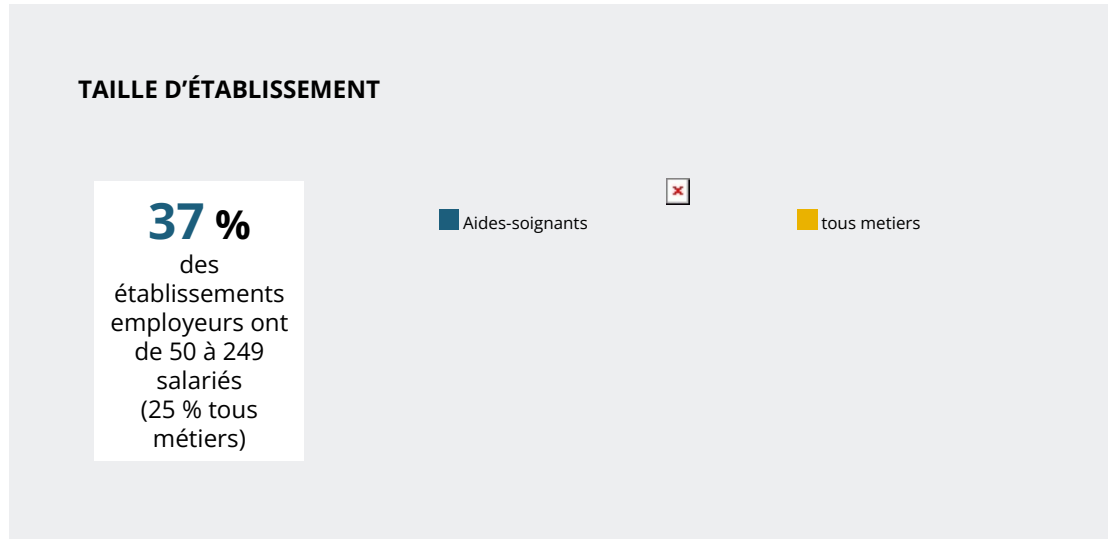 TAILLE D'ÉTABLISSEMENT
37 %
des
établissements
employeurs ont
de 50 à 249
salariés
(25 % tous
métiers)
Aides-soignants
tous metiers